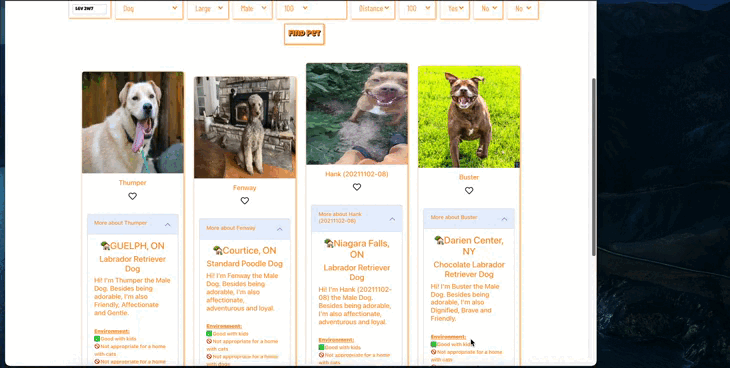 L6V 3W7
Dog
Large
Male
100
Distance
100
Yes
No
No
FIND PET
Thumper
More about Thumper
GUELPH, ON
Labrador Retriever
Dog
Hi! I'm Thumper the Male
Dog. Besides being
adorable, I'm also
Friendly, Affectionate
and Gentle.
Environment:
Good with kids
Not appropriate for a home
with cats
Not appropriate for a home
Fenway
More about Fenway
Courtice, ON
Standard Poodle Dog
Hi! I'm Fenway the Male
Dog. Besides being
adorable, I'm also
affectionate,
adventurous and loyal.
Environment:
Good with kids
Not appropriate for a home
with cats
Not appropriate for a home
with dogs
Hank (20211102-08)
More about Hank
(20211102-08)
Niagara Falls,
ON
Labrador Retriever
Dog
Hi! I'm Hank (20211102-
08) the Male Dog.
Besides being adorable,
I'm also affectionate,
adventurous and loyal.
Environment:
Good with kids
Not appropriate for a home
with cats
Not appropriate for a home
Buster
More about Buster
Darien Center,
NY
Chocolate Labrador
Retriever Dog
Hi! I'm Buster the Male
Dog. Besides being
adorable, I'm also
Dignified, Brave and
Friendly.
Environment:
Good with kids
Not appropriate for a home
with cats